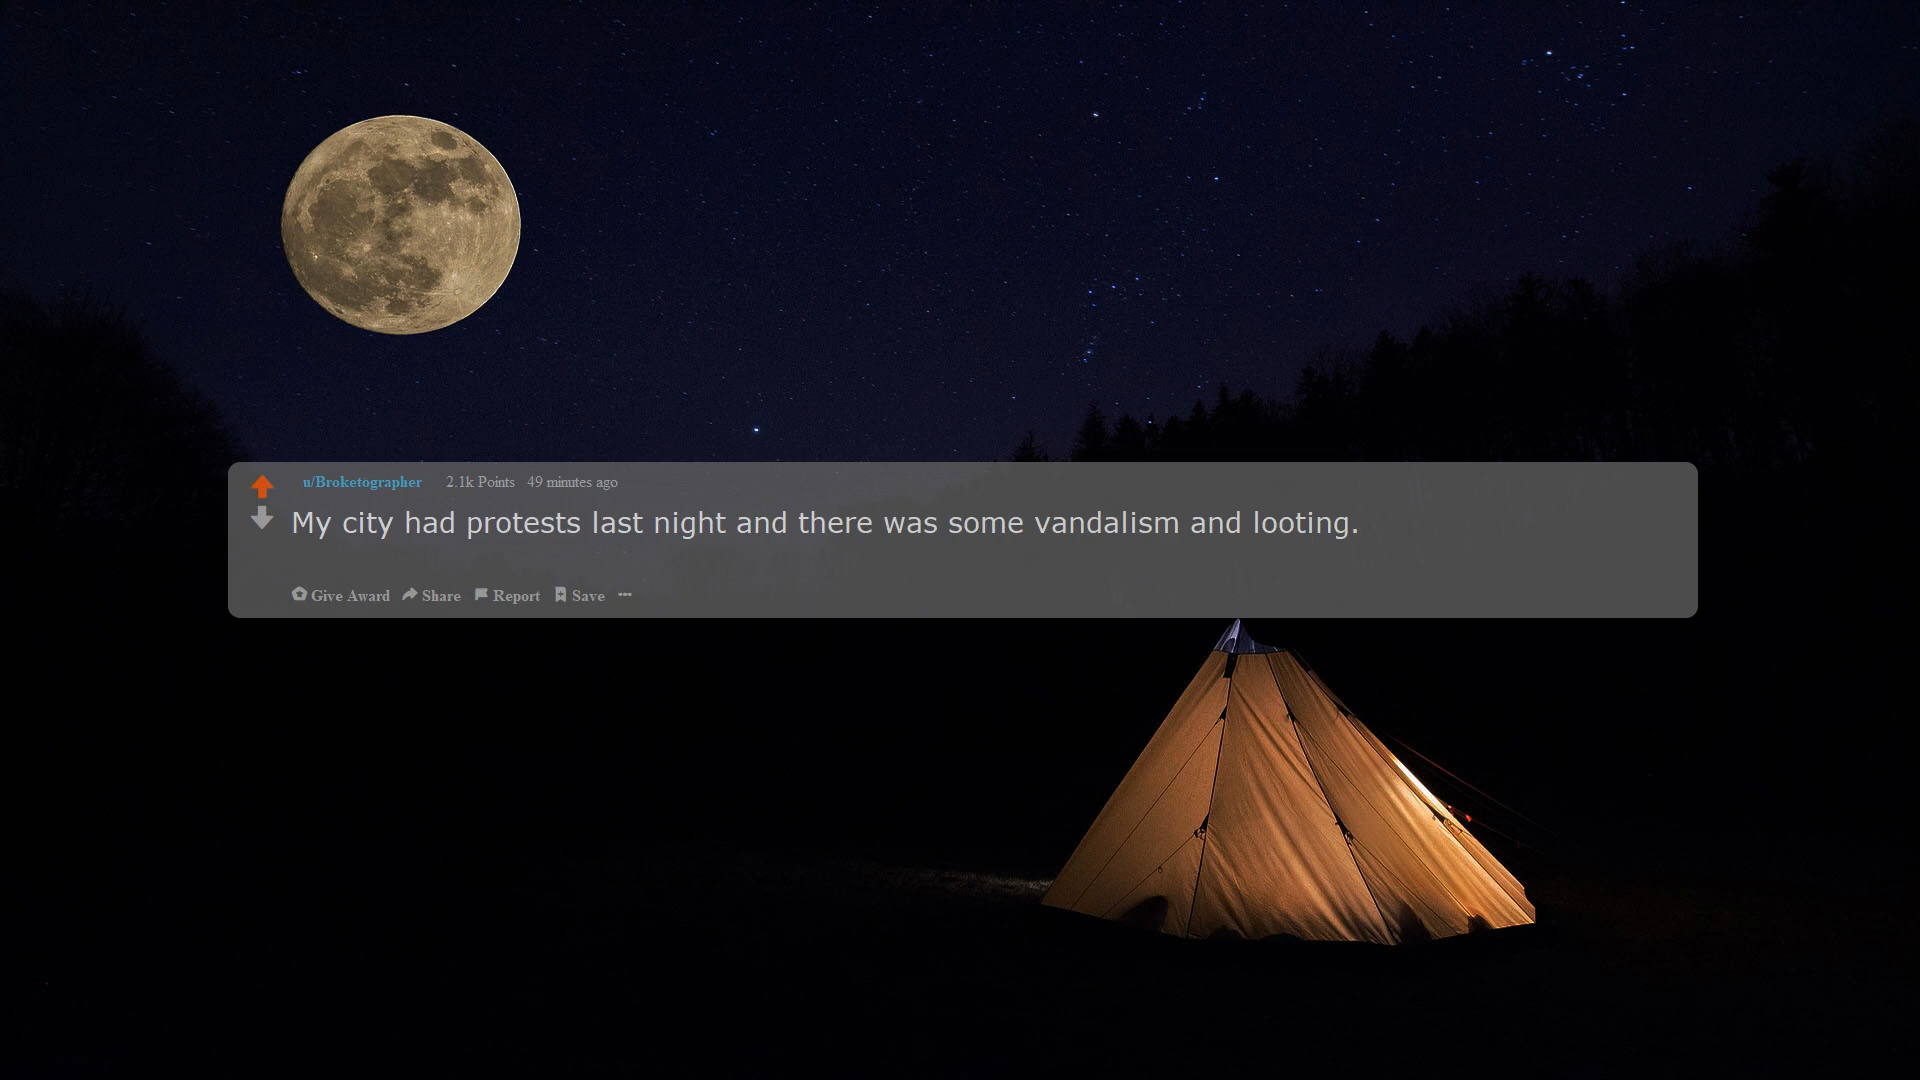 u/Broketographer 2.1k Points 49 minutes ago
My city had protests last night and there was some vandalism and looting.
Give Award Share Report Save